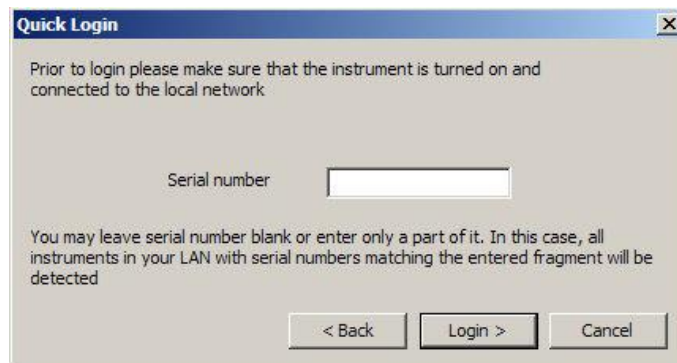 Quick Login
Prior to login please make sure that the instrument is turned on and
connected to the local network
Serial number
You may leave serial number blank or enter only a part of it. In this case, all
instruments in your LAN with serial numbers matching the entered fragment will be
detected
< Back Login > Cancel